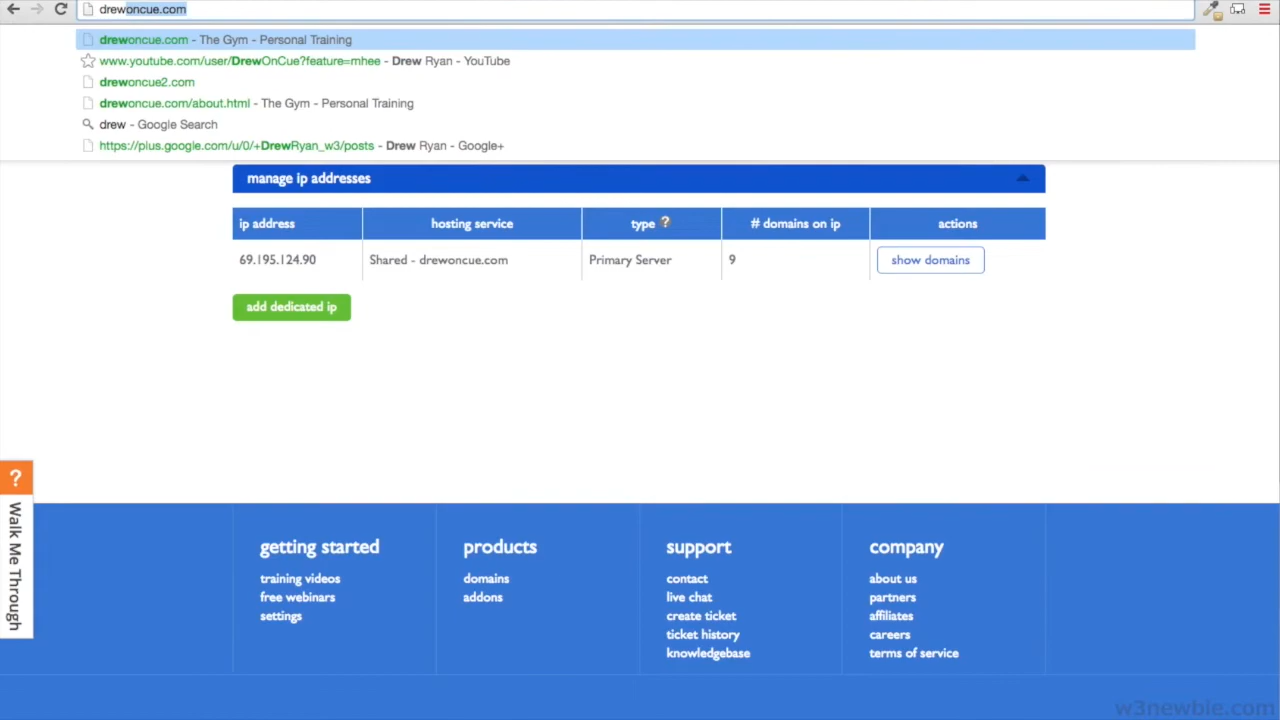 drewoncue.com
drewoncue.com - The Gym - Personal Training
www.youtube.com/user/DrewOnCue?feature=mhee - Drew Ryan - YouTube
drewoncue2.com
drewoncue.com/about.html - The Gym - Personal Training
drew - Google Search
https://plus.google.com/u/0/+DrewRyan_w3/posts - Drew Ryan - Google+
manage ip addresses
ip address hosting service type ? # domains on ip actions
69.195.124.90 Shared - drewoncue.com Primary Server 9 show domains
add dedicated ip
? Walk Me Through
getting started products support company
training videos domains contact about us
free webinars addons live chat partners
settings create ticket affiliates
ticket history careers
knowledgebase terms of service
w3newbie.com